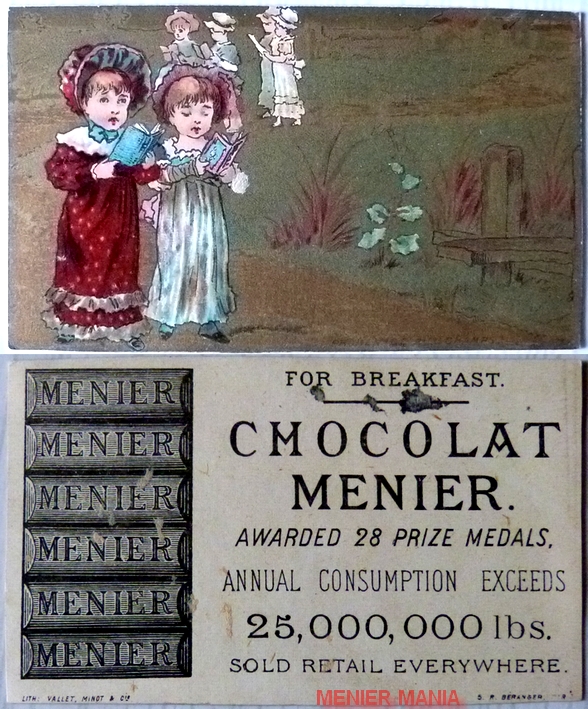 MENIER
MENIER
MENIER
MENIER
MENIER
MENIER
FOR BREAKFAST.
CHOCOLAT
MENIER.
AWARDED 28 PRIZE MEDALS,
ANNUAL CONSUMPTION EXCEEDS
25,000,000 lbs.
SOLD RETAIL EVERYWHERE.
LITH: VALLET, MINOT & Cie
MENIER MANIA